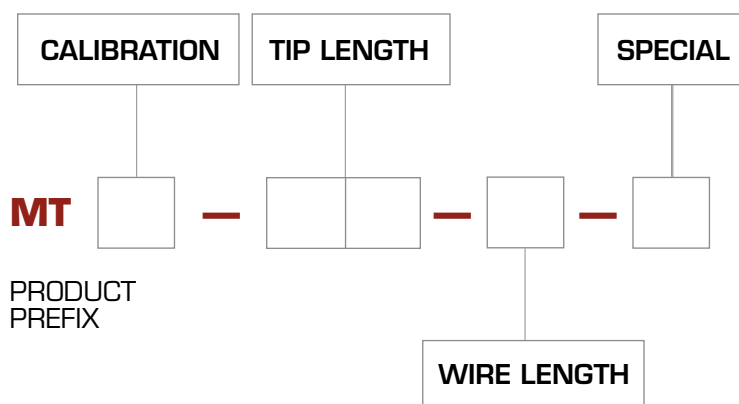 CALIBRATION
TIP LENGTH
SPECIAL
MT — — —
PRODUCT
PREFIX
WIRE LENGTH